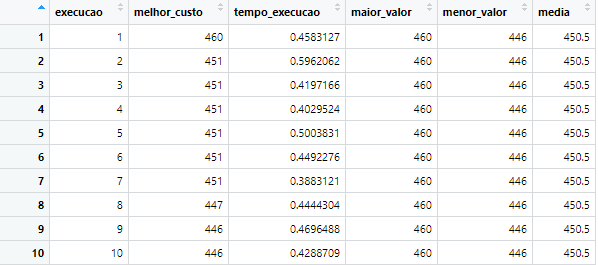 execucao melhor_custo tempo_execucao maior_valor menor_valor media
1 1 460 0.4583127 460 446 450.5
2 2 451 0.5962062 460 446 450.5
3 3 451 0.4197166 460 446 450.5
4 4 451 0.4029524 460 446 450.5
5 5 451 0.5003831 460 446 450.5
6 6 451 0.4492276 460 446 450.5
7 7 451 0.3883121 460 446 450.5
8 8 447 0.4444304 460 446 450.5
9 9 446 0.4696488 460 446 450.5
10 10 446 0.4288709 460 446 450.5